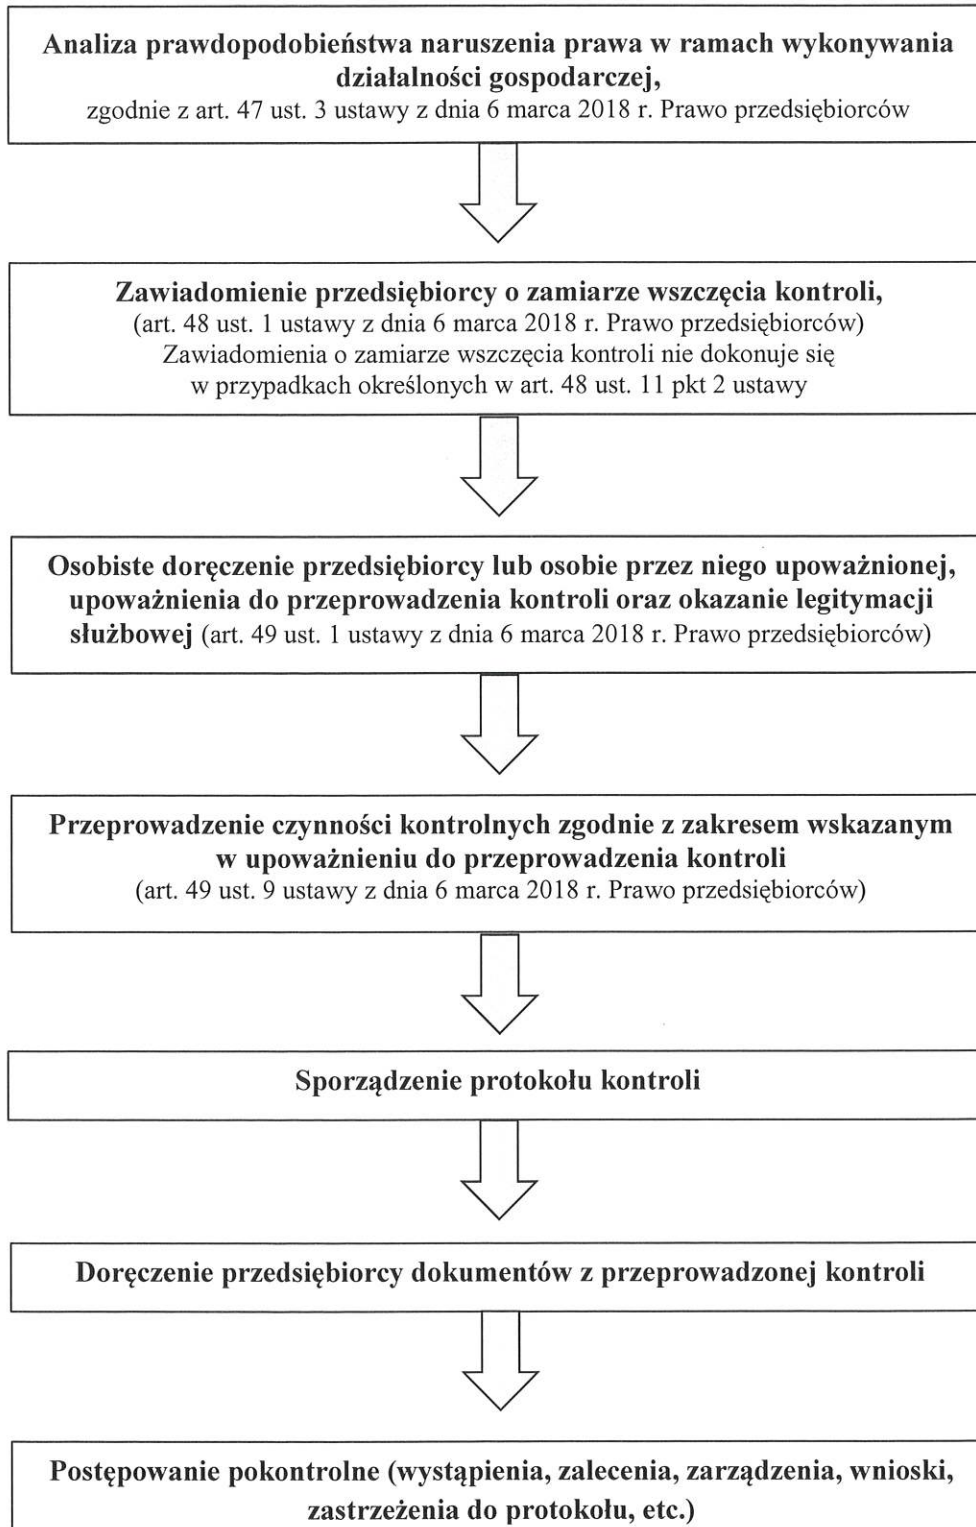 Analiza prawdopodobieństwa naruszenia prawa w ramach wykonywania
działalności gospodarczej,
zgodnie z art. 47 ust. 3 ustawy z dnia 6 marca 2018 r. Prawo przedsiębiorców
Zawiadomienie przedsiębiorcy o zamiarze wszczęcia kontroli,
(art. 48 ust. 1 ustawy z dnia 6 marca 2018 r. Prawo przedsiębiorców)
Zawiadomienia o zamiarze wszczęcia kontroli nie dokonuje się
w przypadkach określonych w art. 48 ust. 11 pkt 2 ustawy
Osobiste doręczenie przedsiębiorcy lub osobie przez niego upoważnionej,
upoważnienia do przeprowadzenia kontroli oraz okazanie legitymacji
służbowej (art. 49 ust. 1 ustawy z dnia 6 marca 2018 r. Prawo przedsiębiorców)
Przeprowadzenie czynności kontrolnych zgodnie z zakresem wskazanym
w upoważnieniu do przeprowadzenia kontroli
(art. 49 ust. 9 ustawy z dnia 6 marca 2018 r. Prawo przedsiębiorców)
Sporządzenie protokołu kontroli
Doręczenie przedsiębiorcy dokumentów z przeprowadzonej kontroli
Postępowanie pokontrolne (wystąpienia, zalecenia, zarządzenia, wnioski,
zastrzeżenia do protokołu, etc.)